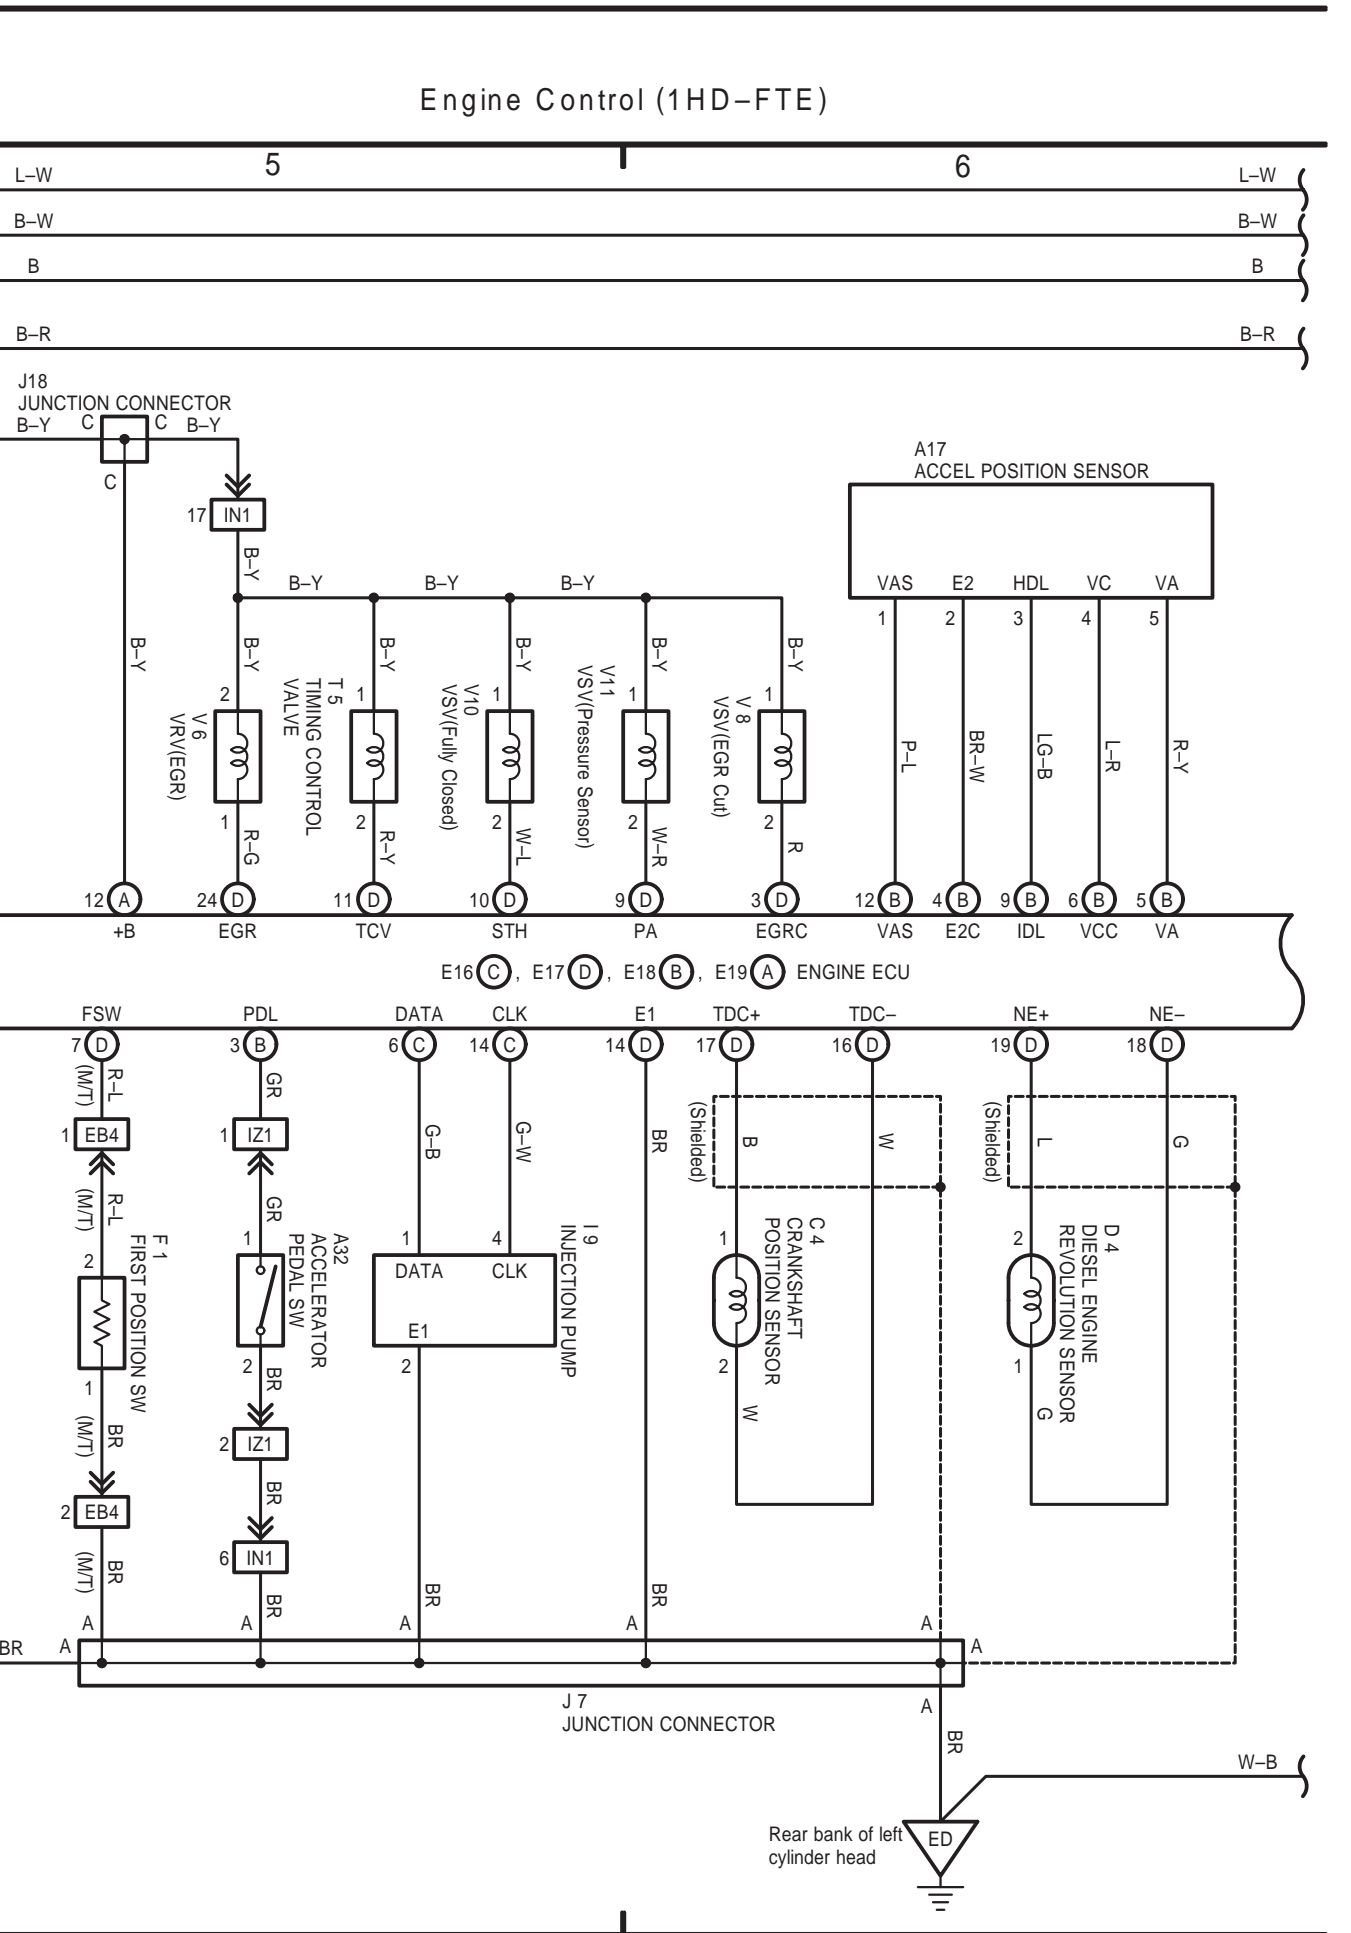 Engine Control (1HD–FTE)
5
6
L–W
L–W
B–W
B–W
B
B
B–R
B–R
J18
JUNCTION CONNECTOR
B–Y
C
C
B–Y
C
17
IN1
B–Y
B–Y
B–Y
B–Y
A17
ACCEL POSITION SENSOR
VAS
E2
HDL
VC
VA
1
2
3
4
5
B–Y
B–Y
B–Y
B–Y
B–Y
B–Y
2
V 6
VRV(EGR)
1
R–G
1
T 5
TIMING CONTROL
VALVE
2
R–Y
1
V10
VSV(Fully Closed)
2
W–L
1
V11
VSV(Pressure Sensor)
2
W–R
1
V 8
VSV(EGR Cut)
2
R
P–L
BR–W
LG–B
L–R
R–Y
12 A
24 D
11 D
10 D
9 D
3 D
12 B
4 B
9 B
6 B
5 B
+B
EGR
TCV
STH
PA
EGRC
VAS
E2C
IDL
VCC
VA
E16 C , E17 D , E18 B , E19 A ENGINE ECU
FSW
PDL
DATA
CLK
E1
TDC+
TDC–
NE+
NE–
7 D
3 B
6 C
14 C
14 D
17 D
16 D
19 D
18 D
R–L
(M/T)
1
EB4
R–L
(M/T)
2
F 1
FIRST POSITION SW
1
BR
(M/T)
2
EB4
BR
(M/T)
A
GR
1
IZ1
GR
1
A32
ACCELERATOR
PEDAL SW
2
BR
2
IZ1
BR
6
IN1
BR
A
G–B
G–W
1
4
DATA
CLK
E1
I 9
INJECTION PUMP
2
BR
A
BR
BR
A
(Shielded)
B
W
1
C 4
CRANKSHAFT
POSITION SENSOR
2
W
A
(Shielded)
L
G
2
D 4
DIESEL ENGINE
REVOLUTION SENSOR
1
G
BR
A
A
J 7
JUNCTION CONNECTOR
A
BR
W–B
Rear bank of left
cylinder head
ED